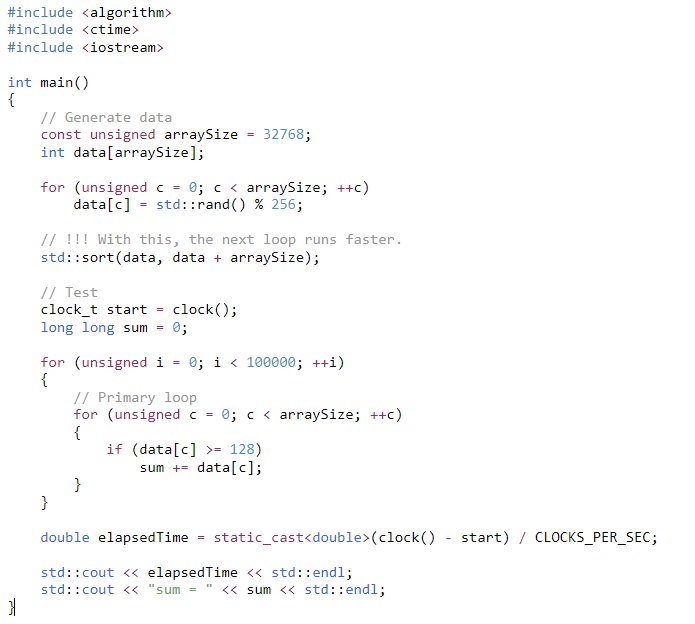 #include <algorithm>
#include <ctime>
#include <iostream>

int main()
{
    // Generate data
    const unsigned arraySize = 32768;
    int data[arraySize];

    for (unsigned c = 0; c < arraySize; ++c)
        data[c] = std::rand() % 256;

    // !!! With this, the next loop runs faster.
    std::sort(data, data + arraySize);

    // Test
    clock_t start = clock();
    long long sum = 0;

    for (unsigned i = 0; i < 100000; ++i)
    {
        // Primary loop
        for (unsigned c = 0; c < arraySize; ++c)
        {
            if (data[c] >= 128)
                sum += data[c];
        }
    }

    double elapsedTime = static_cast<double>(clock() - start) / CLOCKS_PER_SEC;

    std::cout << elapsedTime << std::endl;
    std::cout << "sum = " << sum << std::endl;
}